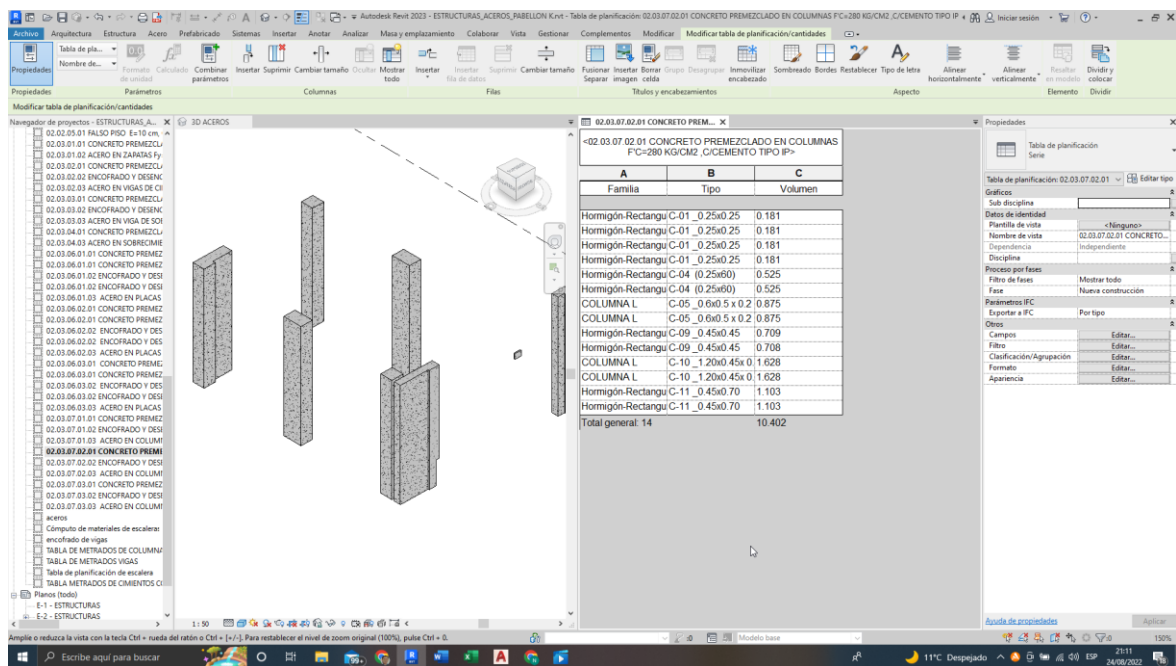 Autodesk Revit 2023 - ESTRUCTURAS_ACEROS_PABELLON K.rvt - Tabla de planificación: 02.03.07.02.01 CONCRETO PREMEZCLADO EN COLUMNAS F'C=280 KG/CM2 ,C/CEMENTO TIPO IP
Iniciar sesión
Archivo Arquitectura Estructura Acero Prefabricado Sistemas Insertar Anotar Analizar Masa y emplazamiento Colaborar Vista Gestionar Complementos Modificar Modificar tabla de planificación/cantidades
Propiedades
Tabla de pla...
Nombre de...
Formato de unidad
Calculado
Combinar parámetros
Insertar Suprimir Cambiar tamaño Ocultar Mostrar todo
Insertar
Insertar fila de datos
Suprimir Cambiar tamaño
Fusionar Separar
Insertar imagen
Borrar celda
Grupo Desagrupar
Inmovilizar encabezado
Sombreado Bordes Restablecer Tipo de letra
Alinear horizontalmente
Alinear verticalmente
Resaltar en modelo
Dividir y colocar
Propiedades Parámetros Columnas Filas Títulos y encabezamientos Aspecto Elemento Dividir
Modificar tabla de planificación/cantidades
Navegador de proyectos - ESTRUCTURAS_A...
02.02.05.01 FALSO PISO E=10 cm,
02.03.01.01 CONCRETO PREMEZCL
02.03.01.02 ACERO EN ZAPATAS Fy
02.03.02.01 CONCRETO PREMEZCL
02.03.02.02 ENCOFRADO Y DESENC
02.03.02.03 ACERO EN VIGAS DE CI
02.03.03.01 CONCRETO PREMEZCL
02.03.03.02 ENCOFRADO Y DESENC
02.03.03.03 ACERO EN VIGA DE SO
02.03.04.01 CONCRETO PREMEZCL
02.03.04.03 ACERO EN SOBRECIMIE
02.03.06.01.01 CONCRETO PREMEZ
02.03.06.01.01 CONCRETO PREMEZ
02.03.06.01.02 ENCOFRADO Y DESE
02.03.06.01.02 ENCOFRADO Y DESE
02.03.06.01.03 ACERO EN PLACAS
02.03.06.02.01 CONCRETO PREMEZ
02.03.06.02.01 CONCRETO PREMEZ
02.03.06.02.02 ENCOFRADO Y DES
02.03.06.02.02 ENCOFRADO Y DES
02.03.06.02.03 ACERO EN PLACAS
02.03.06.03.01 CONCRETO PREMEZ
02.03.06.03.01 CONCRETO PREMEZ
02.03.06.03.02 ENCOFRADO Y DES
02.03.06.03.02 ENCOFRADO Y DES
02.03.06.03.03 ACERO EN PLACAS
02.03.07.01.01 CONCRETO PREMEZ
02.03.07.01.02 ENCOFRADO Y DESE
02.03.07.01.03 ACERO EN COLUM
02.03.07.02.01 CONCRETO PREME
02.03.07.02.02 ENCOFRADO Y DESE
02.03.07.02.03 ACERO EN COLUM
02.03.07.03.01 CONCRETO PREMEZ
02.03.07.03.02 ENCOFRADO Y DESE
02.03.07.03.03 ACERO EN COLUM
aceros
Cómputo de materiales de escaleras
encofrado de vigas
TABLA DE METRADOS DE COLUMNA
TABLA DE METRADOS VIGAS
Tabla de planificación de escalera
TABLA METRADOS DE CIMIENTOS C
Planos (todo)
E-1 - ESTRUCTURAS
E-2 - ESTRUCTURAS
3D ACEROS
1 : 50
02.03.07.02.01 CONCRETO PREM...
<02.03.07.02.01 CONCRETO PREMEZCLADO EN COLUMNAS
F'C=280 KG/CM2 ,C/CEMENTO TIPO IP>
A B C
Familia Tipo Volumen
Hormigón-Rectangu C-01 _0.25x0.25 0.181
Hormigón-Rectangu C-01 _0.25x0.25 0.181
Hormigón-Rectangu C-01 _0.25x0.25 0.181
Hormigón-Rectangu C-01 _0.25x0.25 0.181
Hormigón-Rectangu C-04 (0.25x60) 0.525
Hormigón-Rectangu C-04 (0.25x60) 0.525
COLUMNA L C-05 _0.6x0.5 x 0.2 0.875
COLUMNA L C-05 _0.6x0.5 x 0.2 0.875
Hormigón-Rectangu C-09 _0.45x0.45 0.709
Hormigón-Rectangu C-09 _0.45x0.45 0.708
COLUMNA L C-10 _1.20x0.45x 0. 1.628
COLUMNA L C-10 _1.20x0.45x 0. 1.628
Hormigón-Rectangu C-11 _0.45x0.70 1.103
Hormigón-Rectangu C-11 _0.45x0.70 1.103
Total general: 14 10.402
Propiedades
Tabla de planificación
Serie
Tabla de planificación: 02.03.07.02.01 Editar tipo
Gráficos
Sub disciplina
Datos de identidad
Plantilla de vista <Ninguno>
Nombre de vista 02.03.07.02.01 CONCRETO...
Dependencia Independiente
Disciplina
Proceso por fases
Filtro de fases Mostrar todo
Fase Nueva construcción
Parámetros IFC
Exportar a IFC Por tipo
Otros
Campos Editar...
Filtro Editar...
Clasificación/Agrupación Editar...
Formato Editar...
Apariencia Editar...
Ayuda de propiedades Aplicar
Amplíe o reduzca la vista con la tecla Ctrl + rueda del ratón o Ctrl + [+/-]. Para restablecer el nivel de zoom original (100%), pulse Ctrl + 0.
:0 Modelo base :0 150%
Escribe aquí para buscar
11°C Despejado ESP 21:11
24/08/2022